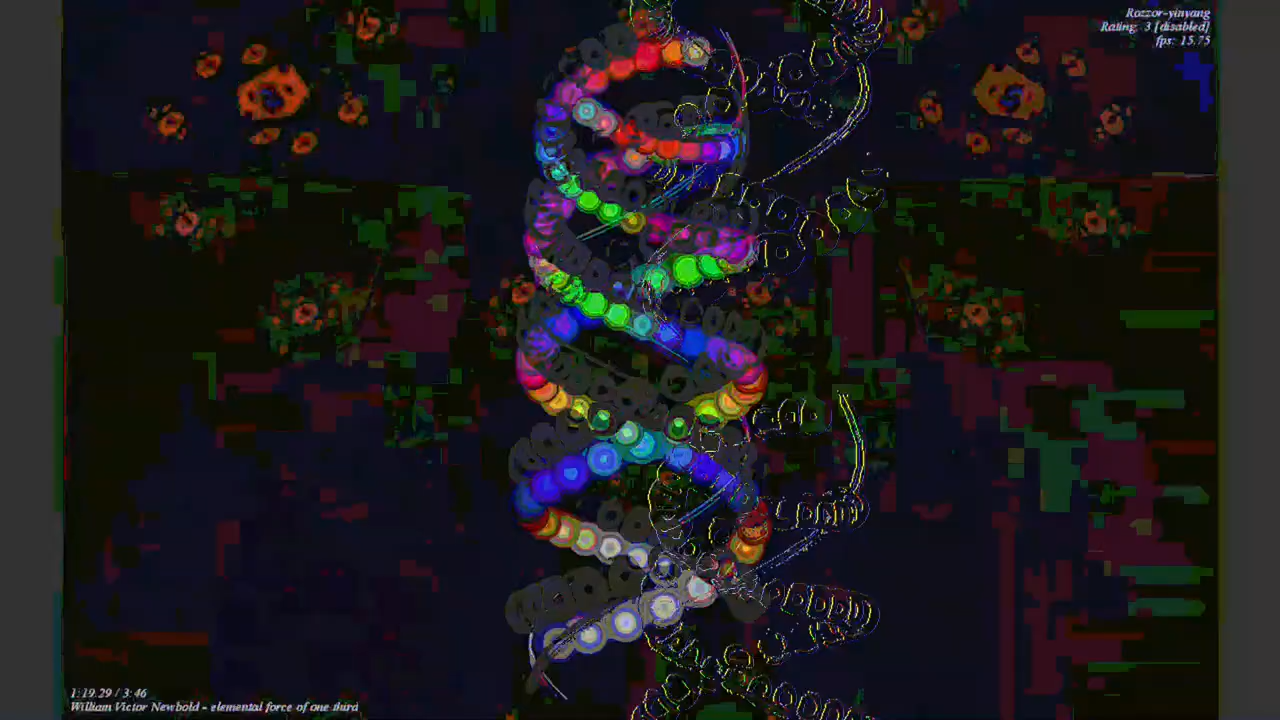 Rozzor-yinyang
Rating: 3 [disabled]
fps: 15.75
1:19.29 / 3:46
William Victor Newbold - elemental force of one third